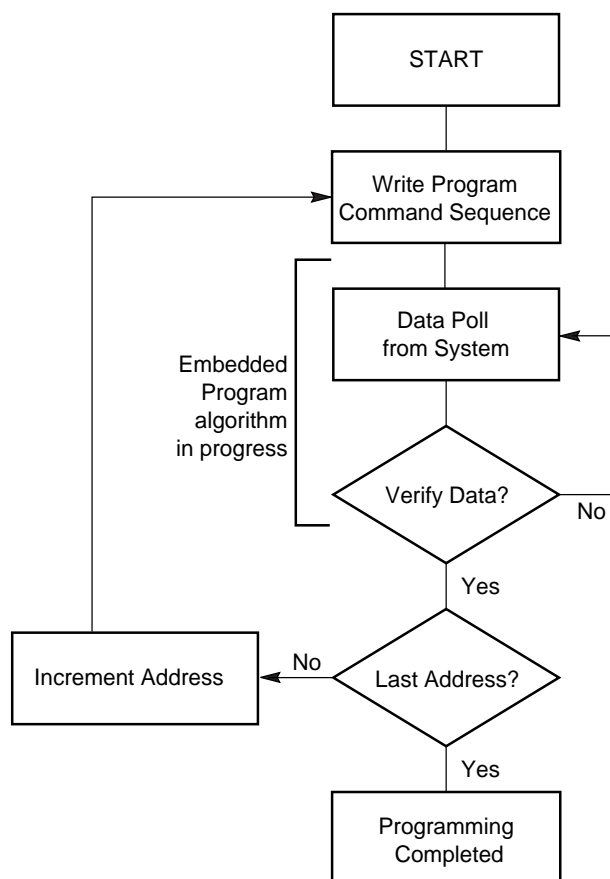 START
Write Program
Command Sequence
Data Poll
from System
Embedded
Program
algorithm
in progress
Verify Data?
No
Yes
Increment Address
No
Last Address?
Yes
Programming
Completed